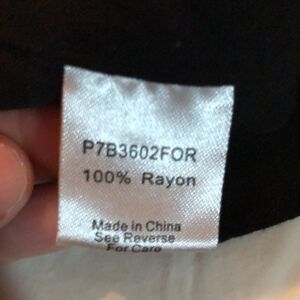 P7B3602FOR
100% Rayon
Made in China
See Reverse
For Care